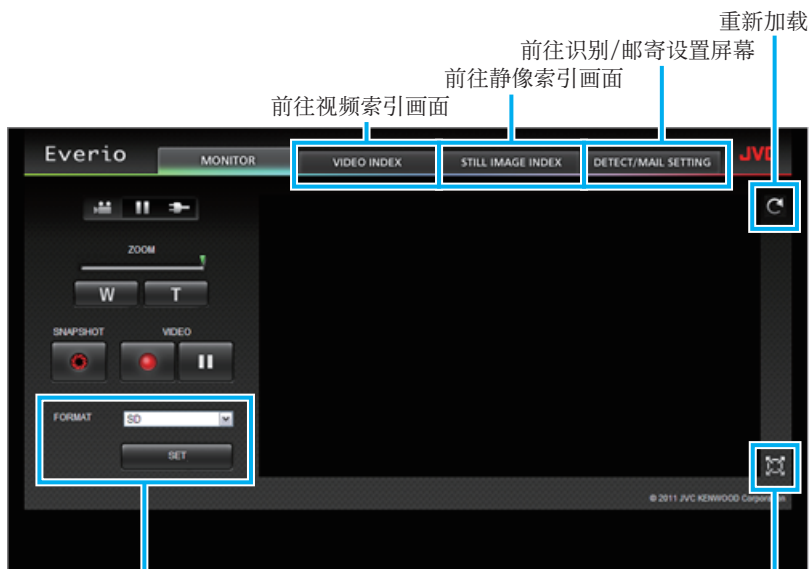 重新加载
前往识别/邮寄设置屏幕
前往静像索引画面
前往视频索引画面
Everio
MONITOR
VIDEO INDEX
STILL IMAGE INDEX
DETECT/MAIL SETTING
JVC
ZOOM
W
T
SNAPSHOT
VIDEO
FORMAT
SD
SET
© 2011 JVC KENWOOD Corporation